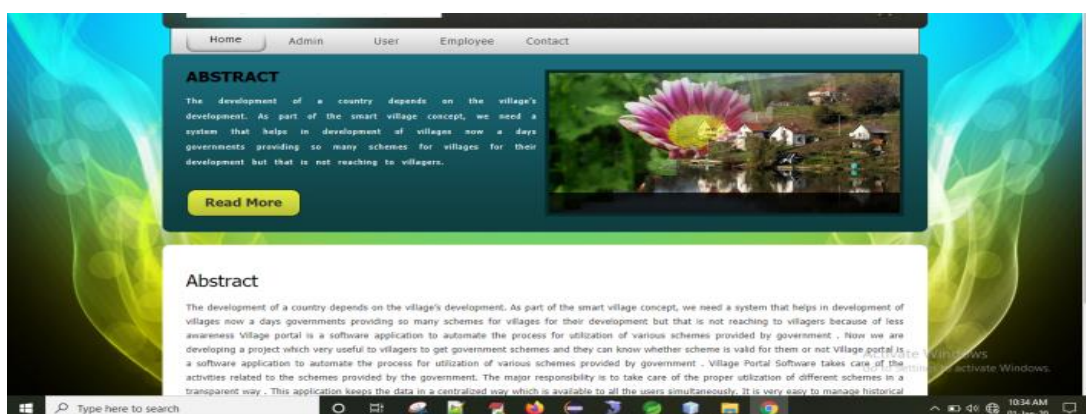 Home Admin User Employee Contact
ABSTRACT
The development of a country depends on the village's
development. As part of the smart village concept, we need a
system that helps in development of villages now a days
governments providing so many schemes for villages for their
development but that is not reaching to villagers.
Read More
Abstract
The development of a country depends on the village's development. As part of the smart village concept, we need a system that helps in development of
villages now a days governments providing so many schemes for villages for their development but that is not reaching to villagers because of less
awareness Village portal is a software application to automate the process for utilization of various schemes provided by government . Now we are
developing a project which very useful to villagers to get government schemes and they can know whether scheme is valid for them or not Village portal is
a software application to automate the process for utilization of various schemes provided by government . Village Portal Software takes care of the
activities related to the schemes provided by the government. The major responsibility is to take care of the proper utilization of different schemes in a
transparent way . This application keeps the data in a centralized way which is available to all the users simultaneously. It is very easy to manage historical
Activate Windows
Go to Settings to activate Windows.
Type here to search
10:34 AM